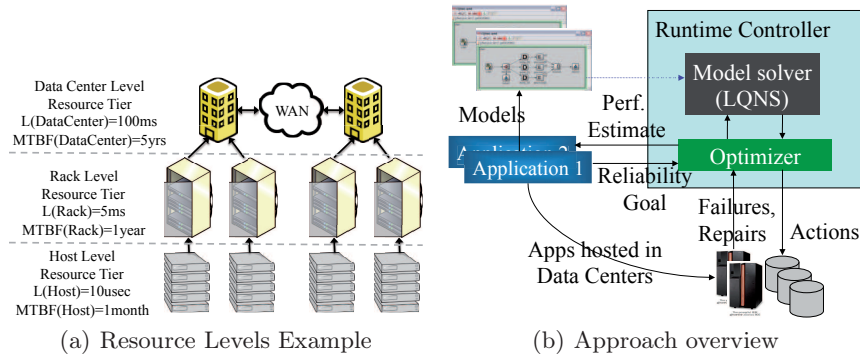 Data Center Level
Resource Tier
L(DataCenter)=100ms
MTBF(DataCenter)=5yrs
WAN
Rack Level
Resource Tier
L(Rack)=5ms
MTBF(Rack)=1year
Host Level
Resource Tier
L(Host)=10usec
MTBF(Host)=1month
(a) Resource Levels Example
Runtime Controller
Model solver
(LQNS)
Models
Perf.
Estimate
Application 2
Application 1
Optimizer
Reliability
Goal
Failures,
Repairs
Actions
Apps hosted in
Data Centers
(b) Approach overview